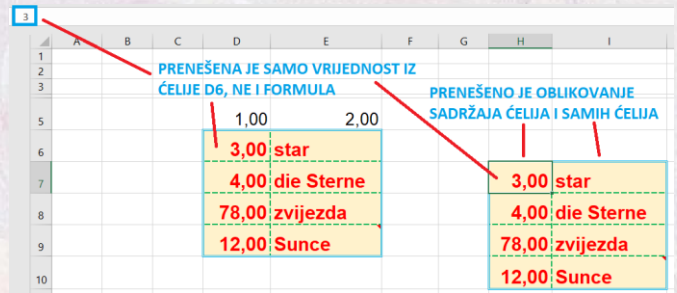 3
A B C D E F G H I
1
2 PRENEŠENA JE SAMO VRIJEDNOST IZ
3 ĆELIJE D6, NE I FORMULA
PRENEŠENO JE OBLIKOVANJE
SADRŽAJA ĆELIJA I SAMIH ĆELIJA
5 1,00 2,00
6 3,00 star
7 4,00 die Sterne 3,00 star
8 78,00 zvijezda 4,00 die Sterne
9 12,00 Sunce 78,00 zvijezda
10 12,00 Sunce